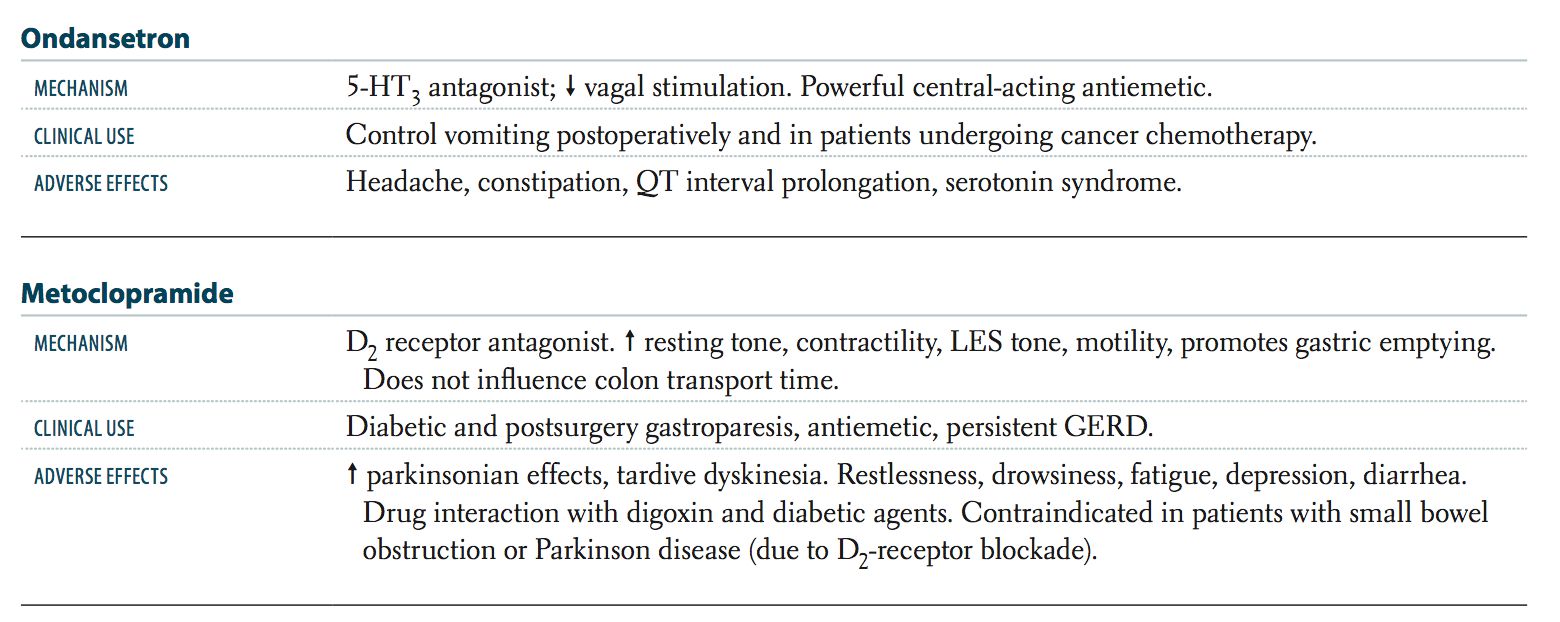 Ondansetron
MECHANISM 5-HT₃ antagonist; ↓ vagal stimulation. Powerful central-acting antiemetic.
CLINICAL USE Control vomiting postoperatively and in patients undergoing cancer chemotherapy.
ADVERSE EFFECTS Headache, constipation, QT interval prolongation, serotonin syndrome.
Metoclopramide
MECHANISM D₂ receptor antagonist. ↑ resting tone, contractility, LES tone, motility, promotes gastric emptying.
Does not influence colon transport time.
CLINICAL USE Diabetic and postsurgery gastroparesis, antiemetic, persistent GERD.
ADVERSE EFFECTS ↑ parkinsonian effects, tardive dyskinesia. Restlessness, drowsiness, fatigue, depression, diarrhea.
Drug interaction with digoxin and diabetic agents. Contraindicated in patients with small bowel
obstruction or Parkinson disease (due to D₂-receptor blockade).